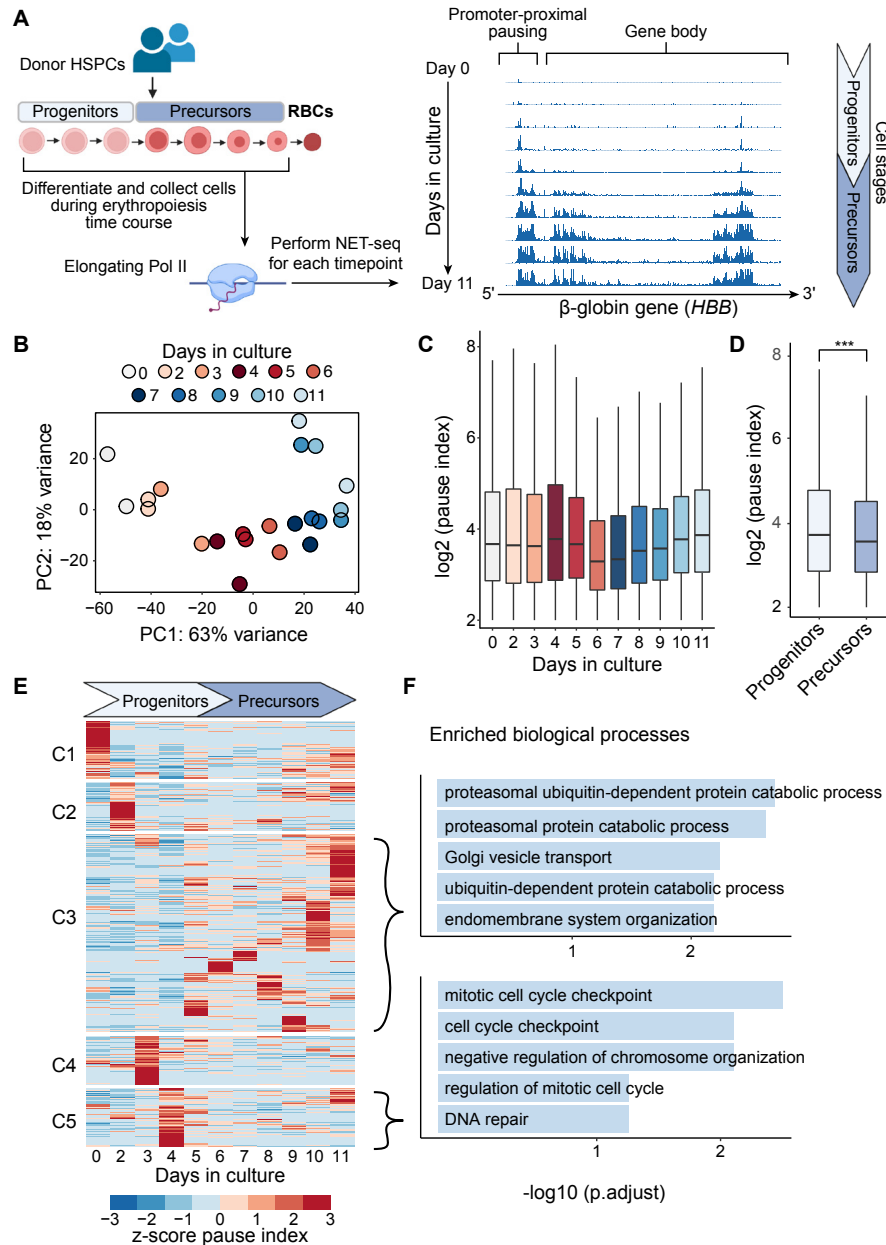 A
Donor HSPCs
Progenitors
Precursors
RBCs
Differentiate and collect cells
during erythropoiesis
time course
Elongating Pol II
Perform NET-seq
for each timepoint
Promoter-proximal
pausing
Gene body
Day 0
Days in culture
Day 11
5'
3'
β-globin gene (HBB)
Progenitors
Precursors
Cell stages
B
Days in culture
0 2 3 4 5 6
7 8 9 10 11
PC2: 18% variance
20
0
−20
−60 −40 −20 0 20 40
PC1: 63% variance
C
log2 (pause index)
8
6
4
2
0 2 3 4 5 6 7 8 9 10 11
Days in culture
D
***
log2 (pause index)
8
6
4
2
Progenitors
Precursors
E
Progenitors
Precursors
C1
C2
C3
C4
C5
0 2 3 4 5 6 7 8 9 10 11
Days in culture
−3 −2 −1 0 1 2 3
z-score pause index
F
Enriched biological processes
proteasomal ubiquitin-dependent protein catabolic process
proteasomal protein catabolic process
Golgi vesicle transport
ubiquitin-dependent protein catabolic process
endomembrane system organization
1 2
mitotic cell cycle checkpoint
cell cycle checkpoint
negative regulation of chromosome organization
regulation of mitotic cell cycle
DNA repair
1 2
-log10 (p.adjust)